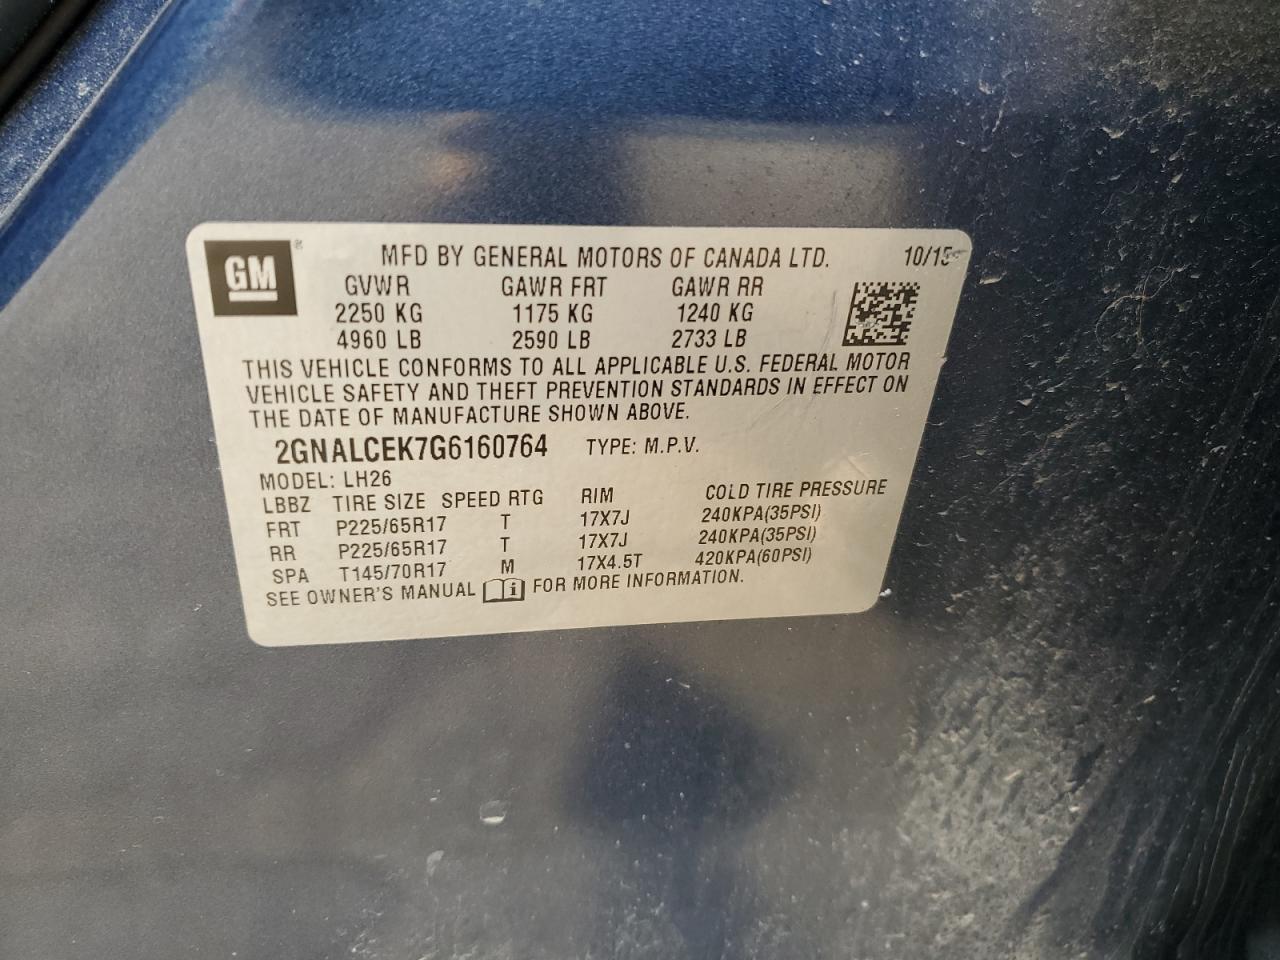 GM ® MFD BY GENERAL MOTORS OF CANADA LTD. 10/15
GVWR GAWR FRT GAWR RR
2250 KG 1175 KG 1240 KG
4960 LB 2590 LB 2733 LB
THIS VEHICLE CONFORMS TO ALL APPLICABLE U.S. FEDERAL MOTOR
VEHICLE SAFETY AND THEFT PREVENTION STANDARDS IN EFFECT ON
THE DATE OF MANUFACTURE SHOWN ABOVE.
2GNALCEK7G6160764 TYPE: M.P.V.
MODEL: LH26
LBBZ TIRE SIZE SPEED RTG RIM COLD TIRE PRESSURE
FRT P225/65R17 T 17X7J 240KPA(35PSI)
RR P225/65R17 T 17X7J 240KPA(35PSI)
SPA T145/70R17 M 17X4.5T 420KPA(60PSI)
SEE OWNER'S MANUAL i FOR MORE INFORMATION.